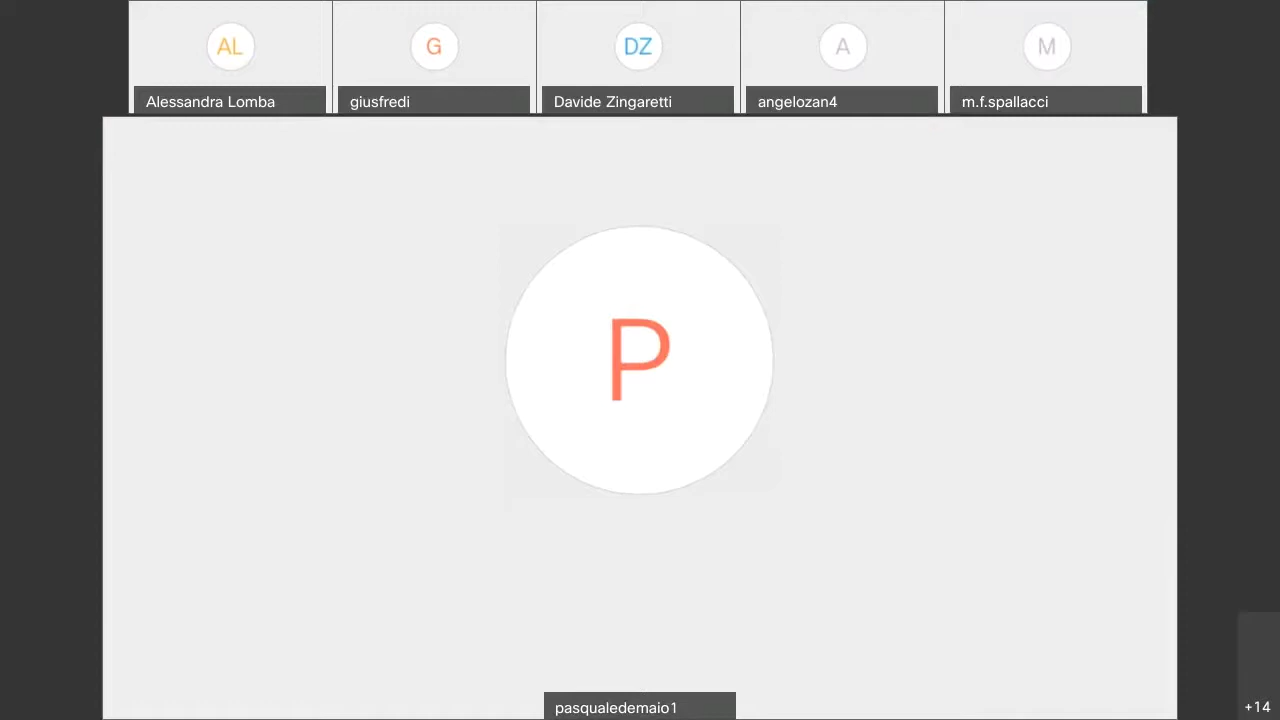 AL
G
DZ
A
M
Alessandra Lomba
giusfredi
Davide Zingaretti
angelozan4
m.f.spallacci
P
pasqualedemaio1
+14